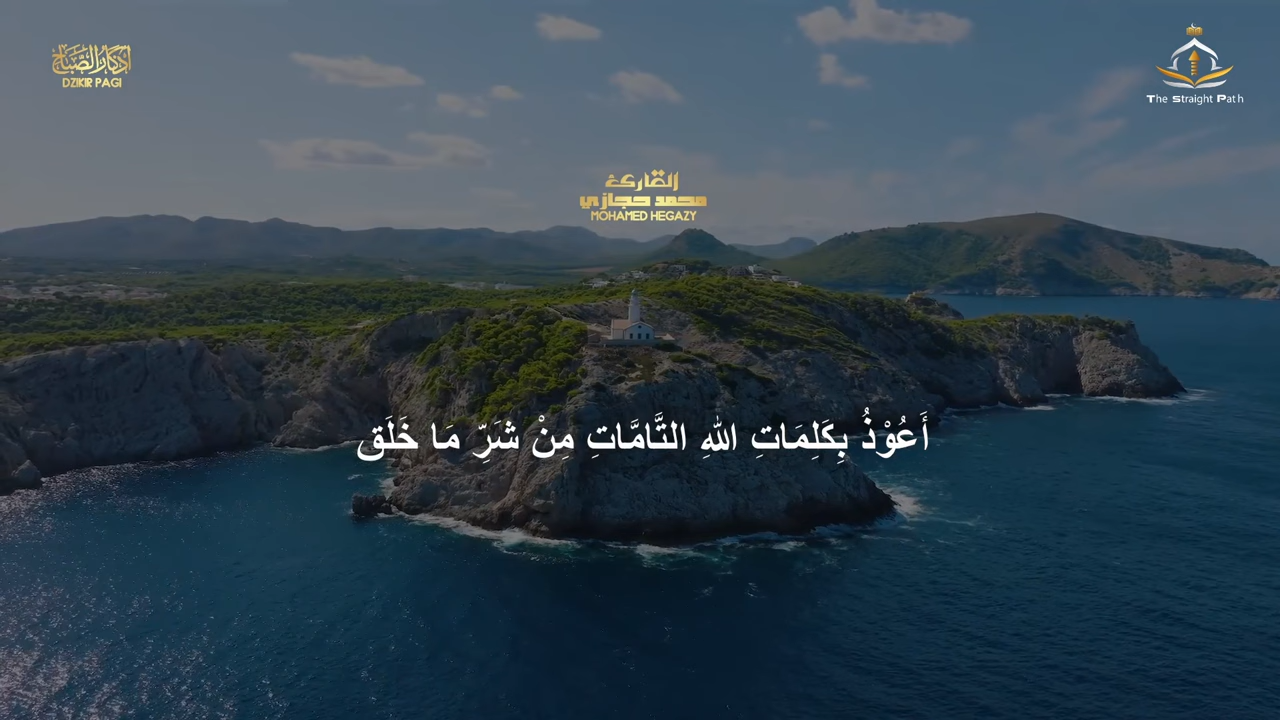 أذكار الصباح
DZIKIR PAGI
The Straight Path
القارئ
محمد حجازي
MOHAMED HEGAZY
أَعُوْذُ بِكَلِمَاتِ اللهِ التَّامَّاتِ مِنْ شَرِّ مَا خَلَقَ